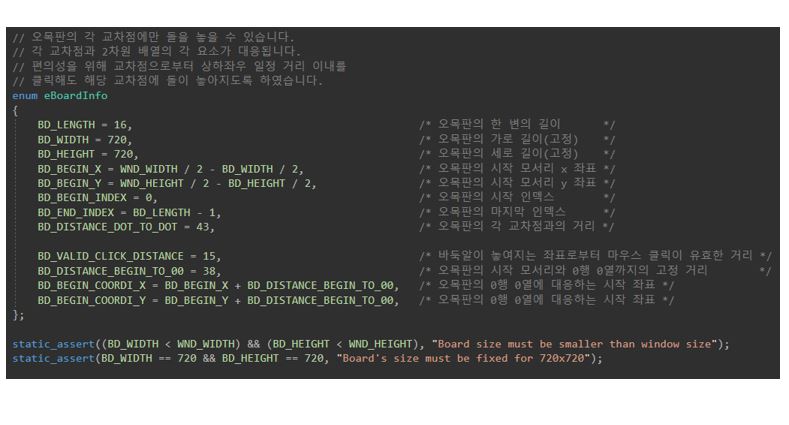 // 오목판의 각 교차점에만 돌을 놓을 수 있습니다.
// 각 교차점과 2차원 배열의 각 요소가 대응됩니다.
// 편의성을 위해 교차점으로부터 상하좌우 일정 거리 이내를
// 클릭해도 해당 교차점에 돌이 놓아지도록 하였습니다.
enum eBoardInfo
{
    BD_LENGTH = 16, /* 오목판의 한 변의 길이 */
    BD_WIDTH = 720, /* 오목판의 가로 길이(고정) */
    BD_HEIGHT = 720, /* 오목판의 세로 길이(고정) */
    BD_BEGIN_X = WND_WIDTH / 2 - BD_WIDTH / 2, /* 오목판의 시작 모서리 x 좌표 */
    BD_BEGIN_Y = WND_HEIGHT / 2 - BD_HEIGHT / 2, /* 오목판의 시작 모서리 y 좌표 */
    BD_BEGIN_INDEX = 0, /* 오목판의 시작 인덱스 */
    BD_END_INDEX = BD_LENGTH - 1, /* 오목판의 마지막 인덱스 */
    BD_DISTANCE_DOT_TO_DOT = 43, /* 오목판의 각 교차점과의 거리 */
    BD_VALID_CLICK_DISTANCE = 15, /* 바둑알이 놓여지는 좌표로부터 마우스 클릭이 유효한 거리 */
    BD_DISTANCE_BEGIN_TO_00 = 38, /* 오목판의 시작 모서리와 0행 0열까지의 고정 거리 */
    BD_BEGIN_COORDI_X = BD_BEGIN_X + BD_DISTANCE_BEGIN_TO_00, /* 오목판의 0행 0열에 대응하는 시작 좌표 */
    BD_BEGIN_COORDI_Y = BD_BEGIN_Y + BD_DISTANCE_BEGIN_TO_00, /* 오목판의 0행 0열에 대응하는 시작 좌표 */
};
static_assert((BD_WIDTH < WND_WIDTH) && (BD_HEIGHT < WND_HEIGHT), "Board size must be smaller than window size");
static_assert(BD_WIDTH == 720 && BD_HEIGHT == 720, "Board's size must be fixed for 720x720");